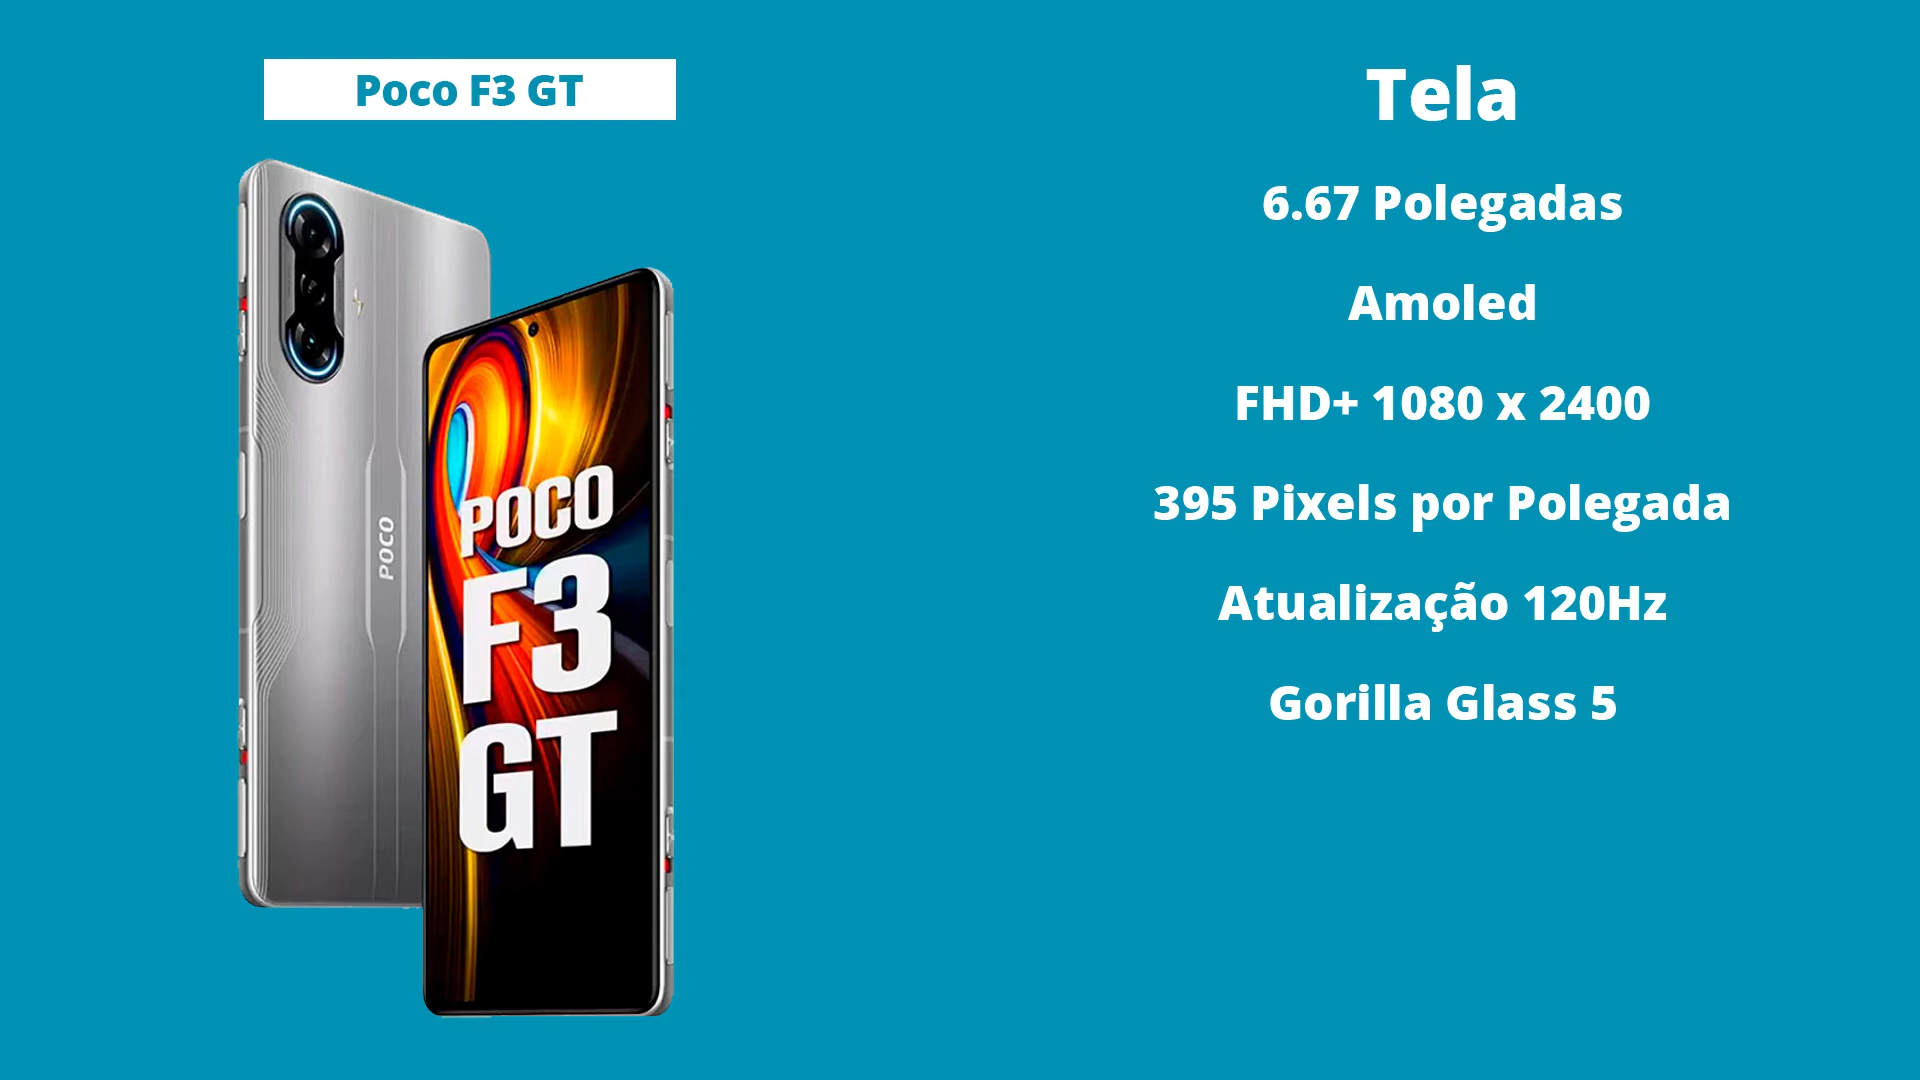 Poco F3 GT
POCO
POCO
F3
GT
Tela
6.67 Polegadas
Amoled
FHD+ 1080 x 2400
395 Pixels por Polegada
Atualização 120Hz
Gorilla Glass 5